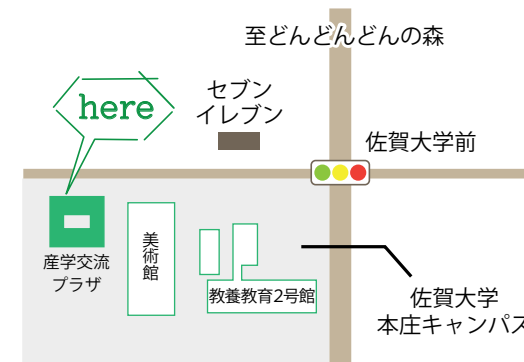 至どんどんどんの森
here
セブン
イレブン
佐賀大学前
産学交流
プラザ
美術館
教養教育2号館
佐賀大学
本庄キャンパス